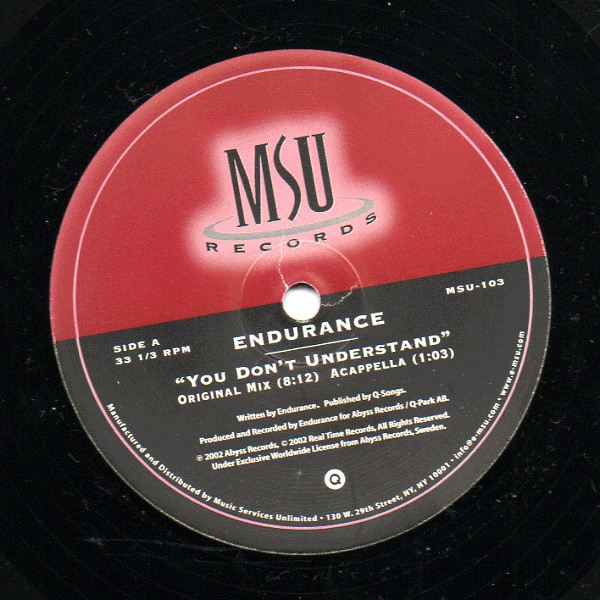 MSU
RECORDS
MSU-103
SIDE A
33 1/3 RPM
ENDURANCE
"YOU DON'T UNDERSTAND"
ORIGINAL MIX (8:12) ACAPPELLA (1:03)
Written by Endurance. Published by Q-Songs.
Produced and Recorded by Endurance for Abyss Records / Q-Park AB.
℗ 2002 Abyss Records, © 2002 Real Time Records, All Rights Reserved.
Under Exclusive Worldwide License from Abyss Records, Sweden.
Q
Manufactured and Distributed by Music Services Unlimited • 130 W. 29th Street, NY, NY 10001 • info@e-msu.com • www.e-msu.com